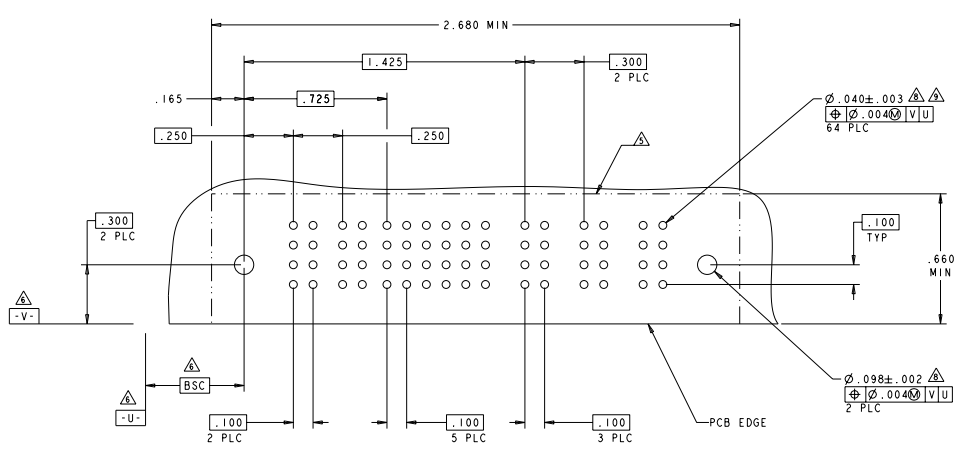 2.680 MIN
1.425
.300
2 PLC
.165
.725
Ø.040±.003 8 9
⌖ Ø.004Ⓜ V U
64 PLC
.250
.250
5
.300
2 PLC
.100
TYP
.660
MIN
6
-V-
6
BSC
6
-U-
Ø.098±.002 8
⌖ Ø.004Ⓜ V U
2 PLC
.100
2 PLC
.100
5 PLC
.100
3 PLC
PCB EDGE